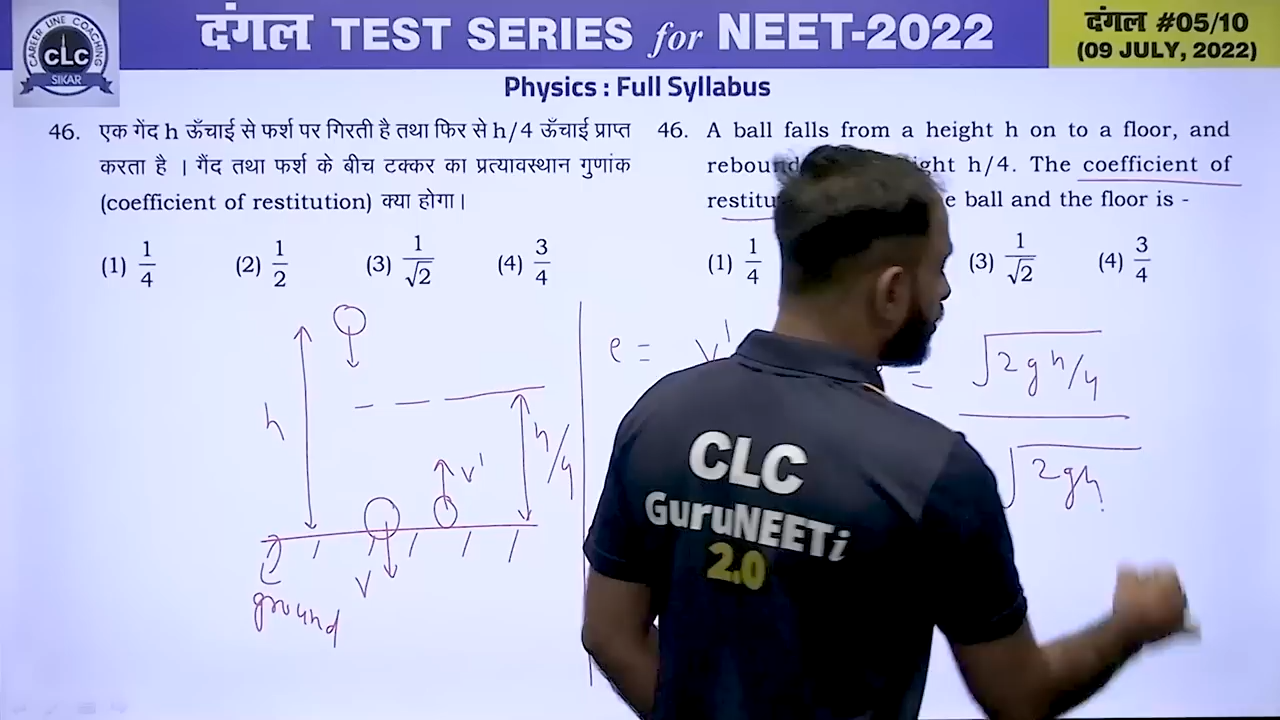 CAREER LINE COACHING
CLC
SIKAR
दंगल TEST SERIES for NEET-2022
दंगल #05/10
(09 JULY, 2022)
Physics : Full Syllabus
46. एक गेंद h ऊँचाई से फर्श पर गिरती है तथा फिर से h/4 ऊँचाई प्राप्त
करता है । गैंद तथा फर्श के बीच टक्कर का प्रत्यावस्थान गुणांक
(coefficient of restitution) क्या होगा।
(1) 1/4 (2) 1/2 (3) 1/√2 (4) 3/4
46. A ball falls from a height h on to a floor, and
h/4. The coefficient of
ball and the floor is -
(1) 1/4 (3) 1/√2 (4) 3/4
h
h/4
v'
v
ground
e = v'
= √2gh/4
√2gh
CLC
GuruNEETi
2.0